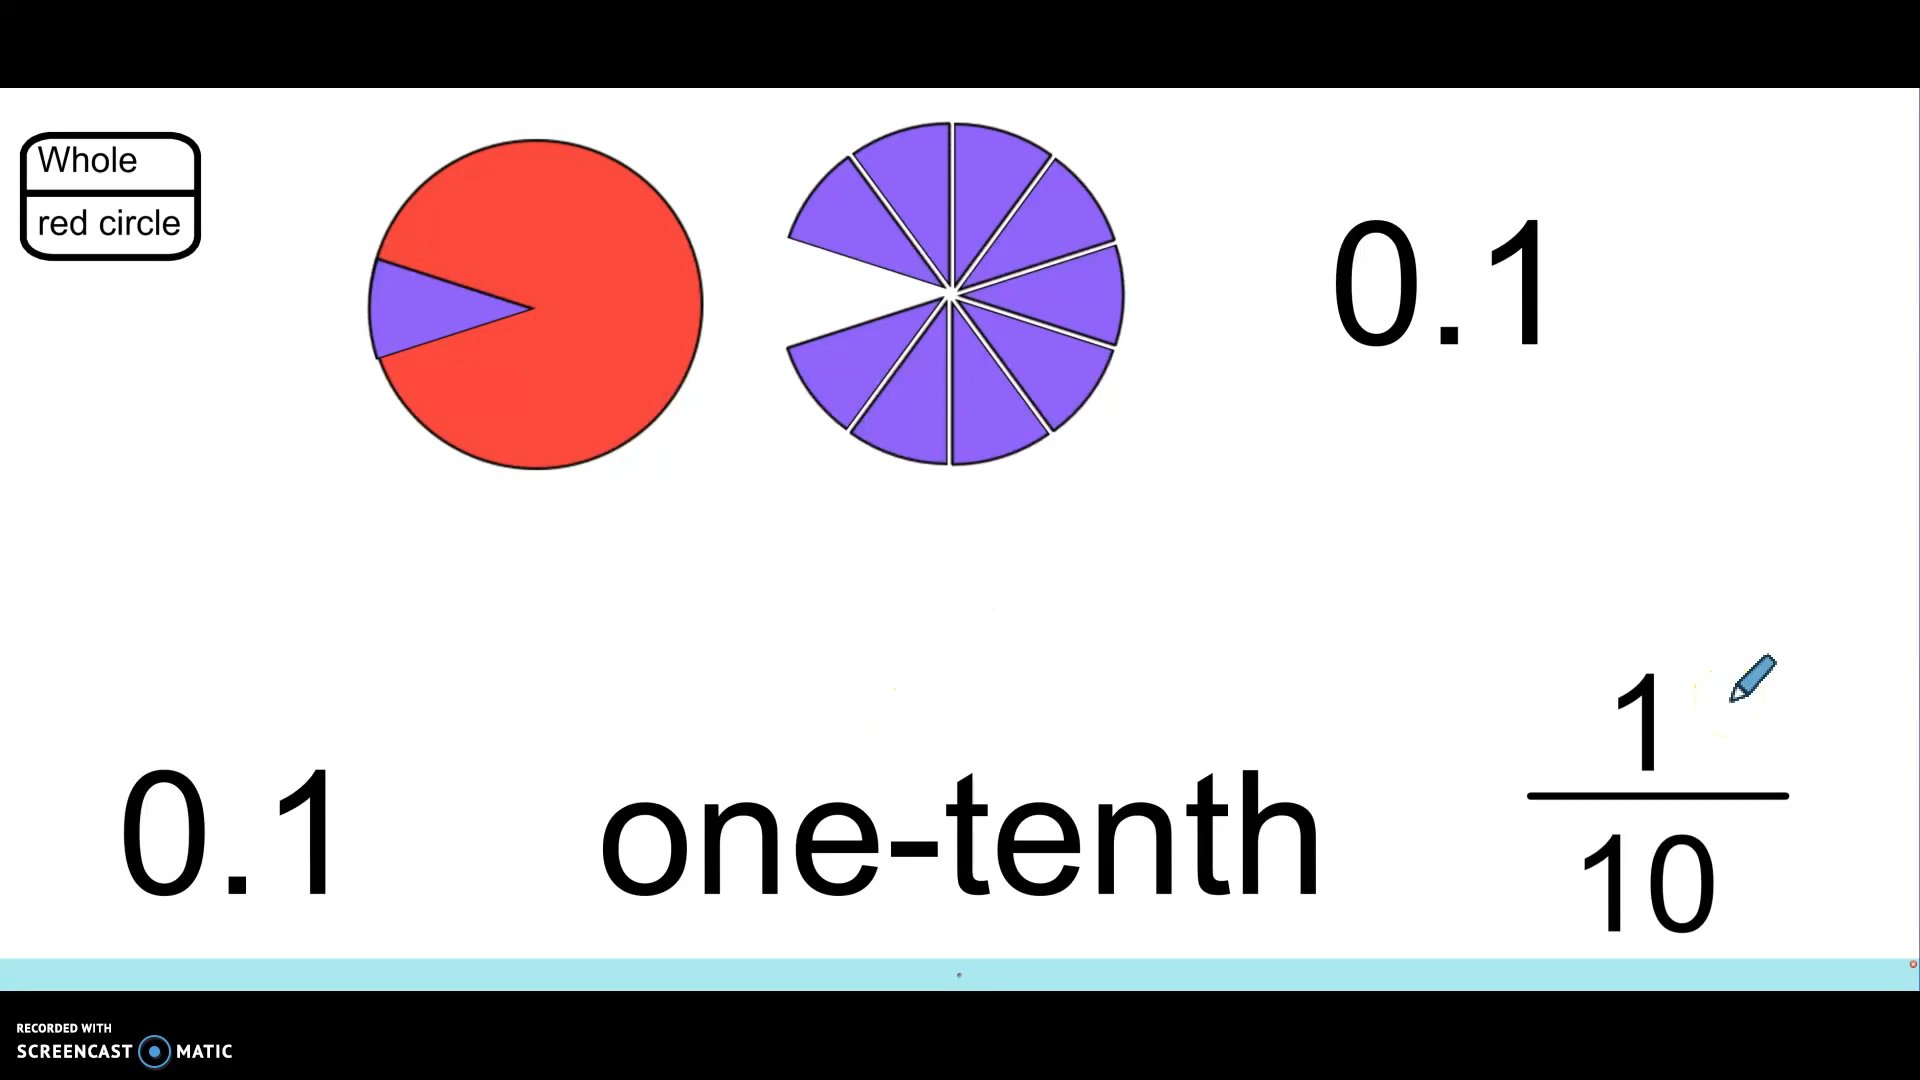 Whole
red circle
0.1
0.1
one-tenth
1
10
RECORDED WITH
SCREENCAST MATIC